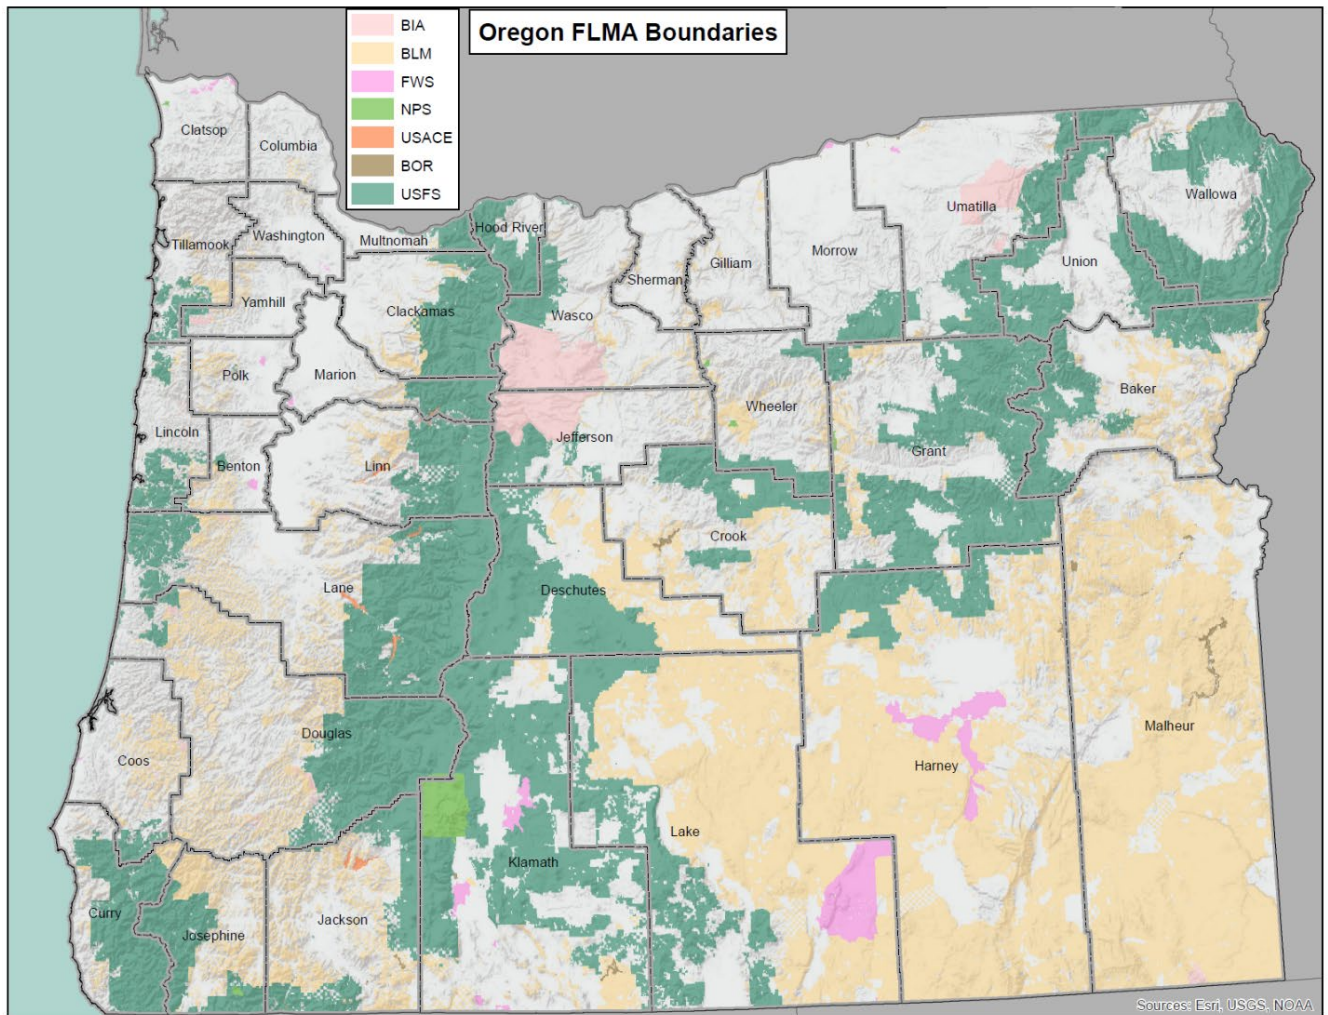 Oregon FLMA Boundaries
BIA
BLM
FWS
NPS
USACE
BOR
USFS
Clatsop
Columbia
Tillamook
Washington
Multnomah
Hood River
Yamhill
Clackamas
Wasco
Sherman
Gilliam
Morrow
Umatilla
Union
Wallowa
Polk
Marion
Wheeler
Baker
Lincoln
Benton
Linn
Jefferson
Grant
Lane
Deschutes
Crook
Douglas
Coos
Lake
Harney
Malheur
Klamath
Curry
Josephine
Jackson
Sources: Esri, USGS, NOAA